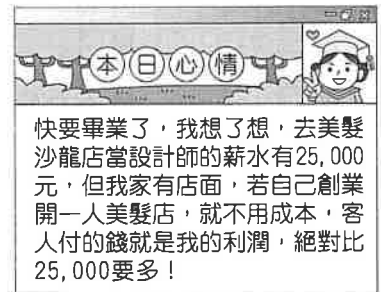 本日心情
快要畢業了，我想了想，去美髮
沙龍店當設計師的薪水有25,000
元，但我家有店面，若自己創業
開一人美髮店，就不用成本，客
人付的錢就是我的利潤，絕對比
25,000要多！